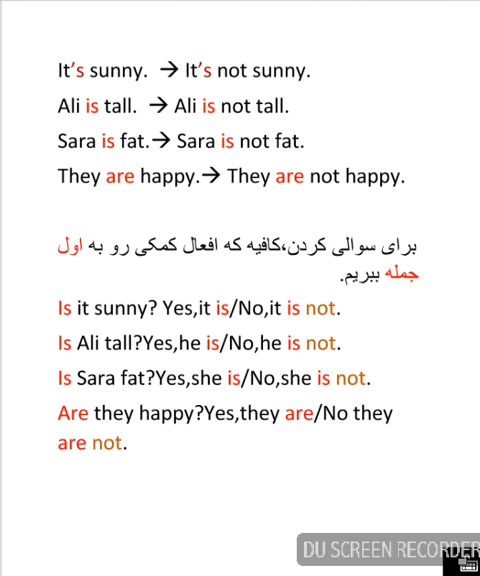 It's sunny. → It's not sunny.
Ali is tall. → Ali is not tall.
Sara is fat.→ Sara is not fat.
They are happy.→ They are not happy.
برای سوالی کردن،کافیه که افعال کمکی رو به اول
جمله ببریم.
Is it sunny? Yes,it is/No,it is not.
Is Ali tall?Yes,he is/No,he is not.
Is Sara fat?Yes,she is/No,she is not.
Are they happy?Yes,they are/No they
are not.
DU SCREEN RECORDER